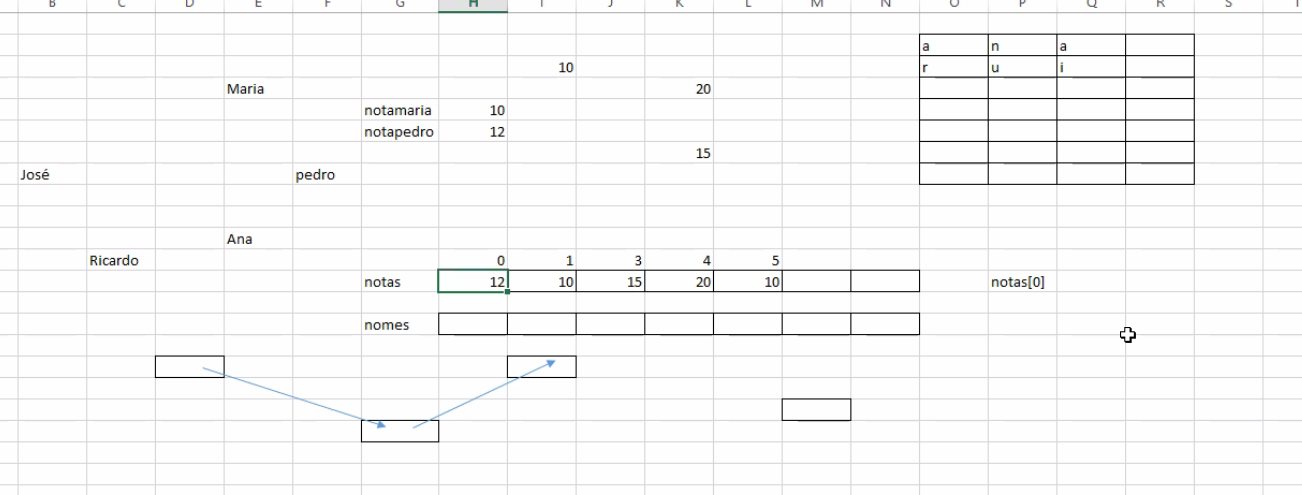 B C D E F G H I J K L M N O P Q R S T
a n a
10 r u i
Maria 20
notamaria 10
notapedro 12
15
José pedro
Ana
Ricardo 0 1 3 4 5
notas 12 10 15 20 10 notas[0]
nomes